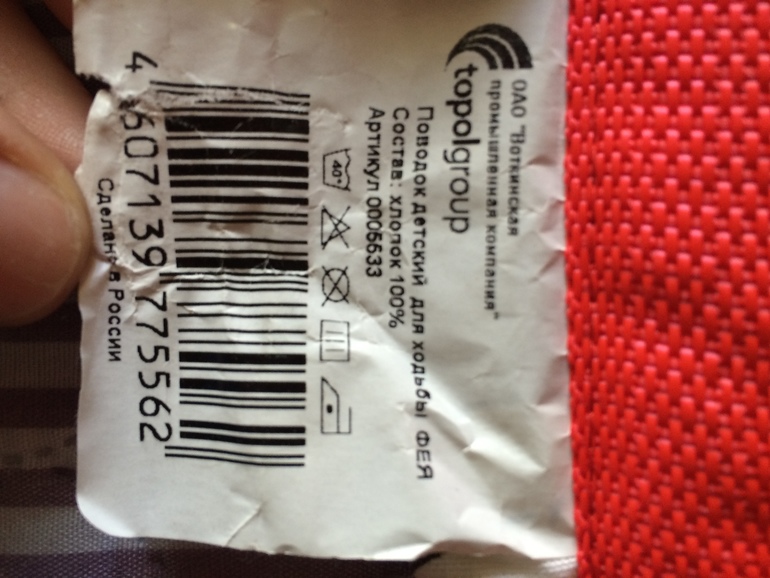 ОАО "Воткинская
промышленная компания"
topolgroup
Поводок детский для ходьбы ФЕЯ
Состав: хлопок 100%
Артикул 0005633
40°
4 607139 775562
Сделано в России